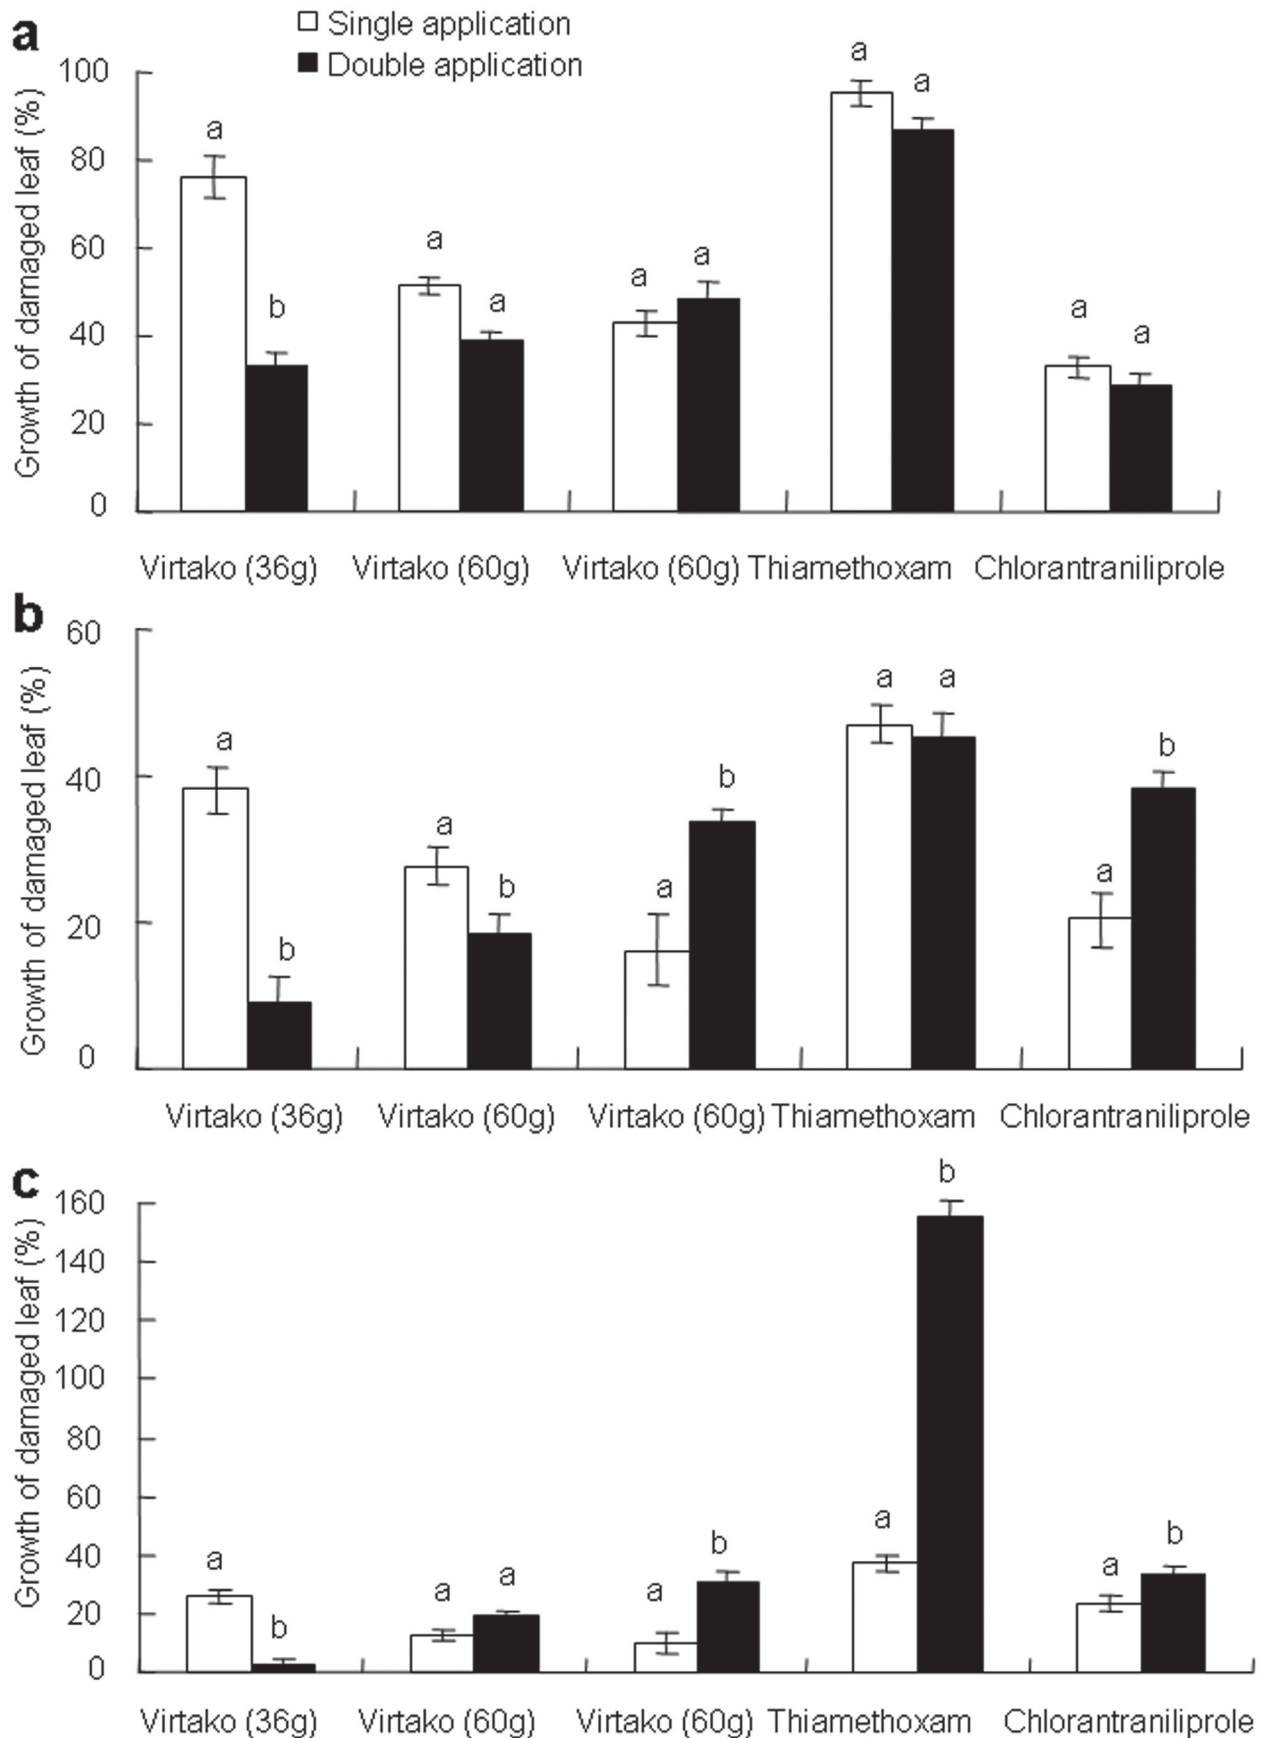 a
Single application
Double application
Growth of damaged leaf (%)
100
80
60
40
20
0
a
b
a
a
a
a
a
a
a
a
Virtako (36g) Virtako (60g) Virtako (60g) Thiamethoxam Chlorantraniliprole
b
Growth of damaged leaf (%)
60
40
20
0
a
b
a
b
a
b
a
a
a
b
Virtako (36g) Virtako (60g) Virtako (60g) Thiamethoxam Chlorantraniliprole
c
Growth of damaged leaf (%)
160
140
120
100
80
60
40
20
0
a
b
a
a
a
b
a
b
a
b
Virtako (36g) Virtako (60g) Virtako (60g) Thiamethoxam Chlorantraniliprole